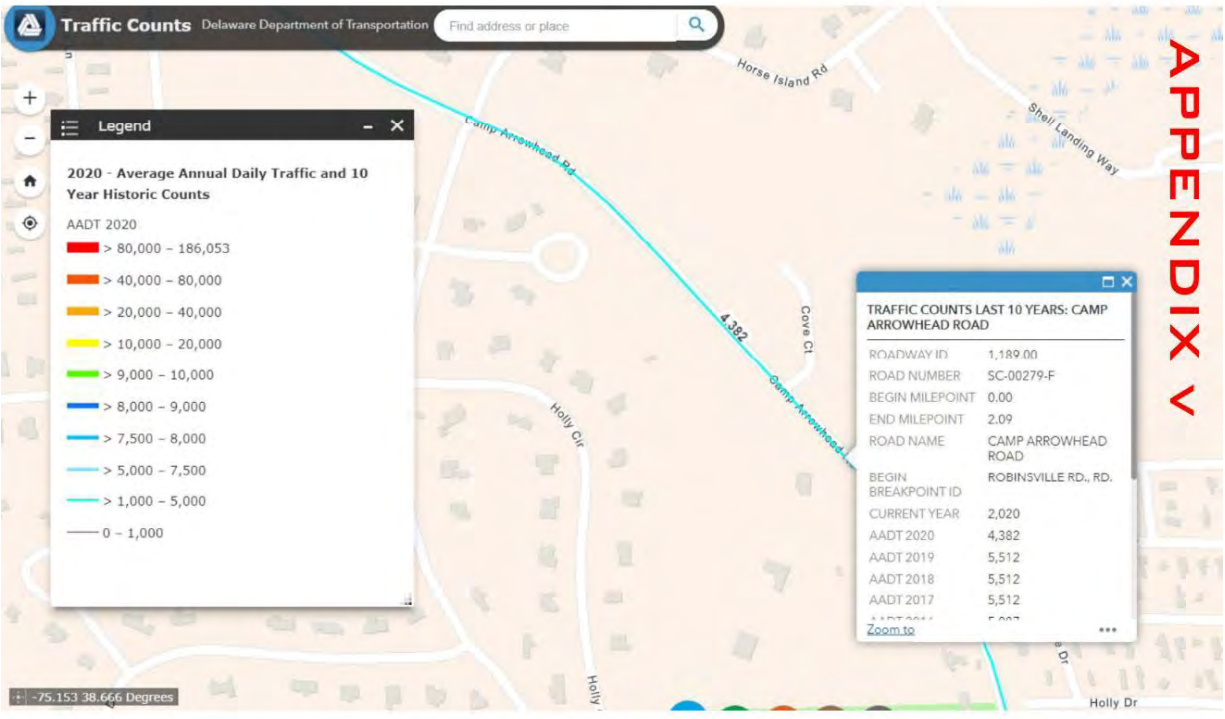 Traffic Counts Delaware Department of Transportation
Find address or place
APPENDIX V
Legend
2020 - Average Annual Daily Traffic and 10
Year Historic Counts
AADT 2020
> 80,000 - 186,053
> 40,000 - 80,000
> 20,000 - 40,000
> 10,000 - 20,000
> 9,000 - 10,000
> 8,000 - 9,000
> 7,500 - 8,000
> 5,000 - 7,500
> 1,000 - 5,000
0 - 1,000
Horse Island Rd
Shell Landing Way
Camp Arrowhead Rd
4,382
Cove Ct
Camp Arrowhead
Holly Cir
TRAFFIC COUNTS LAST 10 YEARS: CAMP
ARROWHEAD ROAD
ROADWAY ID 1,189.00
ROAD NUMBER SC-00279-F
BEGIN MILEPOINT 0.00
END MILEPOINT 2.09
ROAD NAME CAMP ARROWHEAD
ROAD
BEGIN ROBINSVILLE RD., RD.
BREAKPOINT ID
CURRENT YEAR 2,020
AADT 2020 4,382
AADT 2019 5,512
AADT 2018 5,512
AADT 2017 5,512
Zoom to
Holly
e Dr
Holly Dr
-75.153 38.666 Degrees